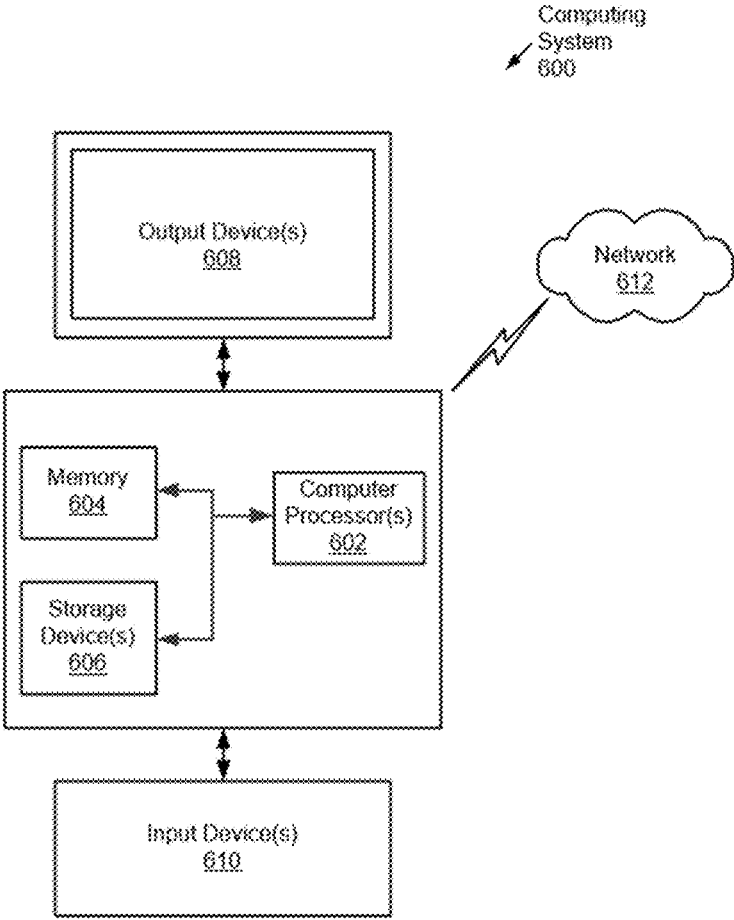 Computing
System
600
Output Device(s)
608
Network
612
Memory
604
Computer
Processor(s)
602
Storage
Device(s)
606
Input Device(s)
610